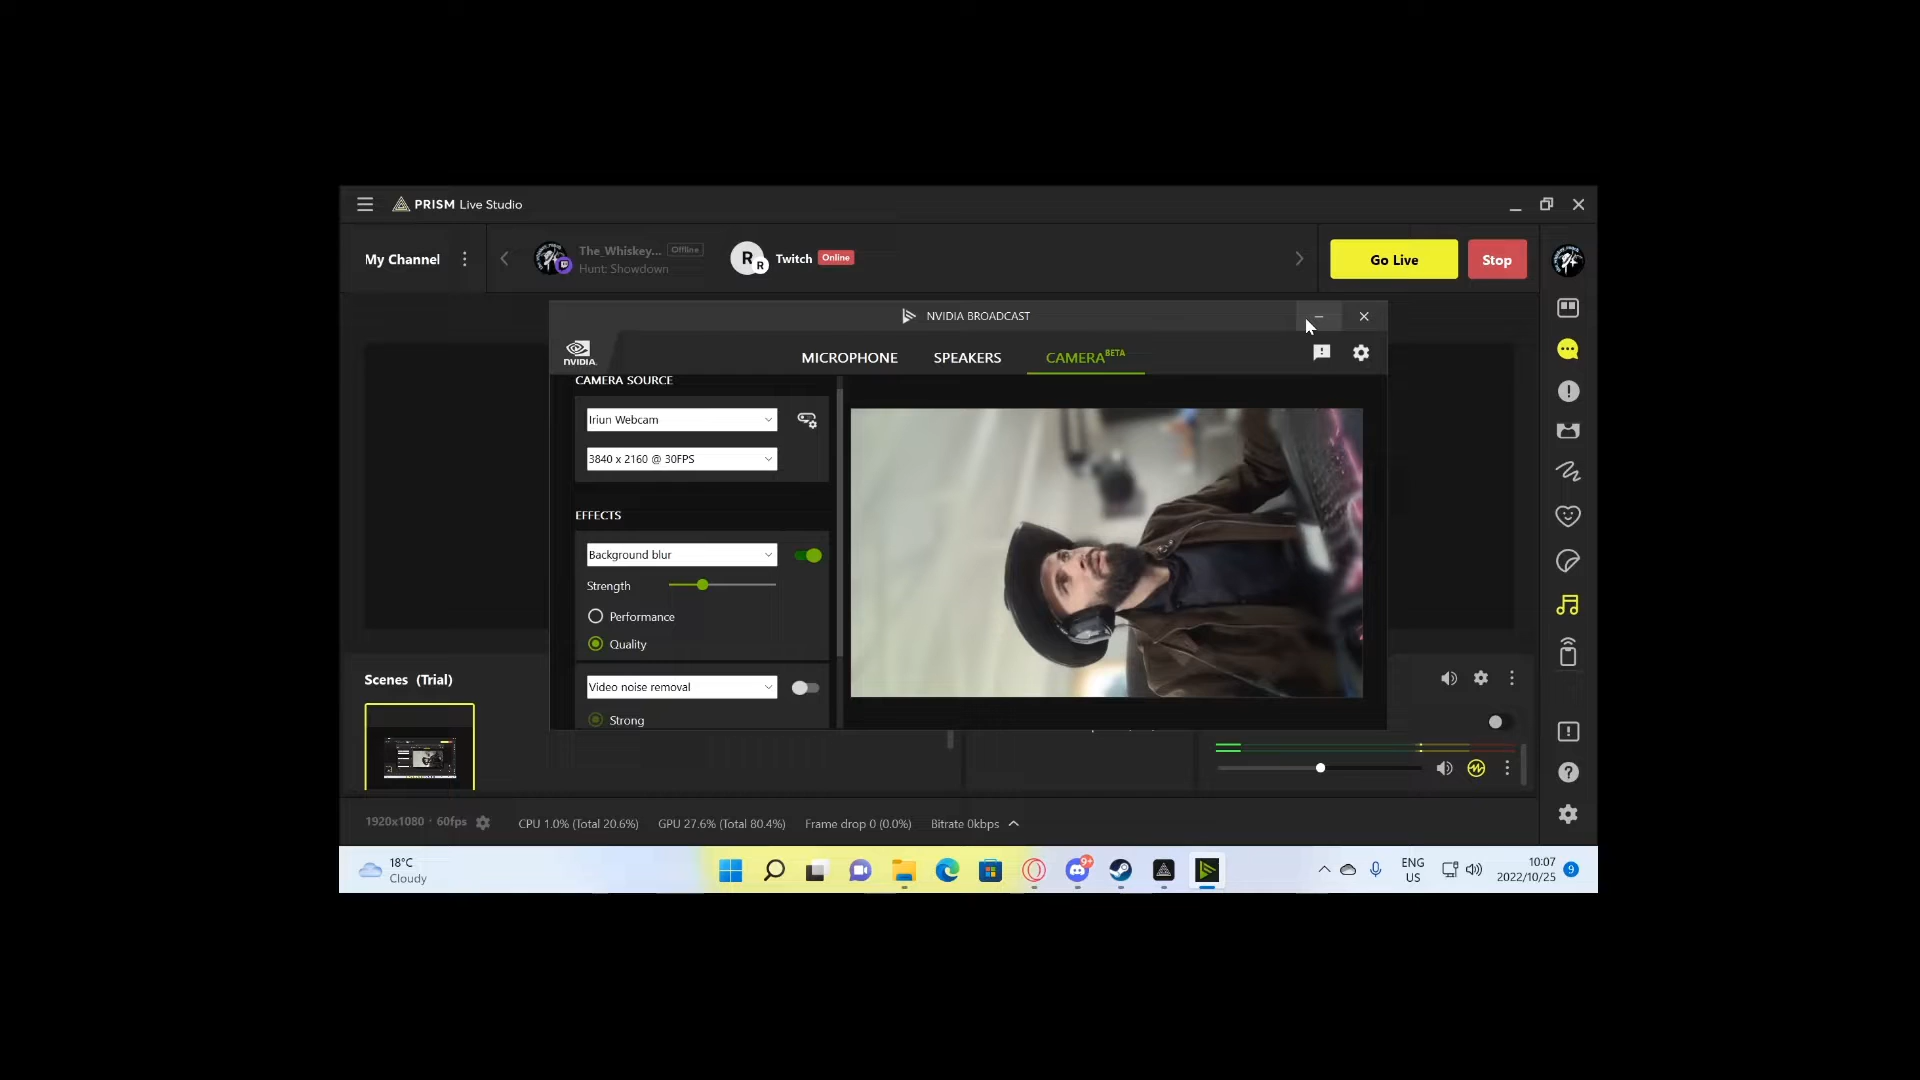 PRISM Live Studio
My Channel
The_Whiskey... Offline
Hunt: Showdown
R R Twitch Online
Go Live
Stop
NVIDIA BROADCAST
NVIDIA.
MICROPHONE
SPEAKERS
CAMERA BETA
CAMERA SOURCE
Iriun Webcam
3840 x 2160 @ 30FPS
EFFECTS
Background blur
Strength
Performance
Quality
Video noise removal
Strong
Scenes (Trial)
1920x1080 • 60fps
CPU 1.0% (Total 20.6%)
GPU 27.6% (Total 80.4%)
Frame drop 0 (0.0%)
Bitrate 0kbps
18°C
Cloudy
9+
ENG
US
10:07
2022/10/25
9